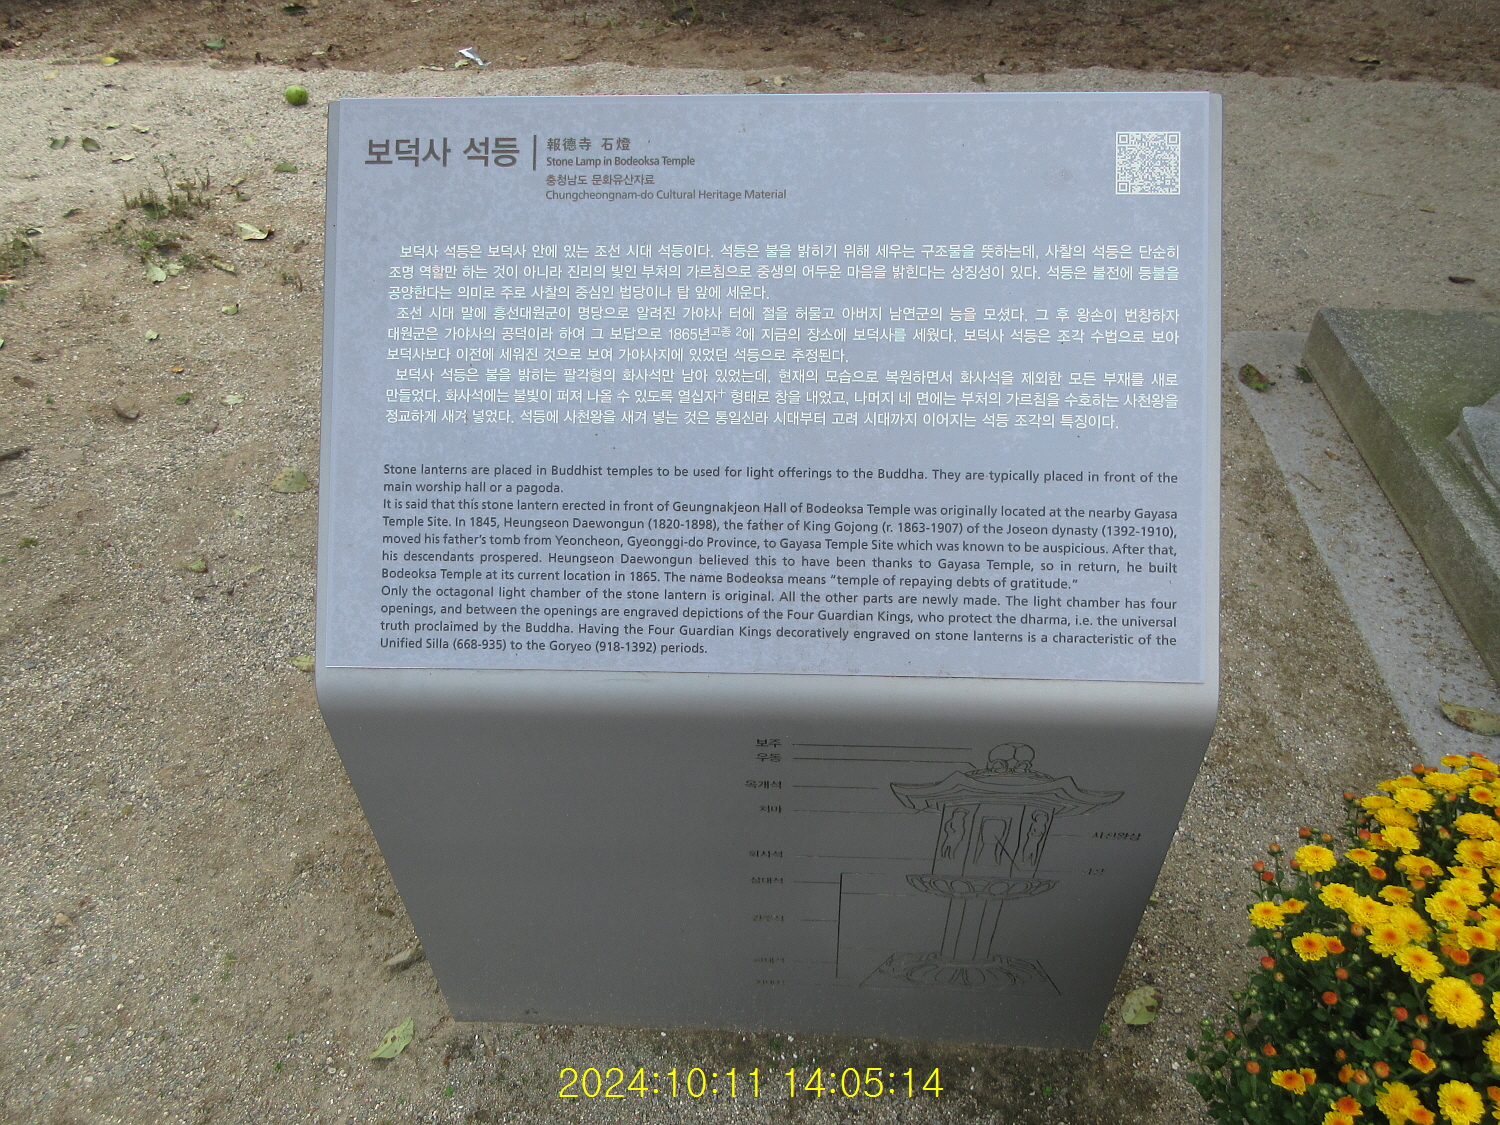 보덕사 석등
報德寺 石燈
Stone Lamp in Bodeoksa Temple
충청남도 문화유산자료
Chungcheongnam-do Cultural Heritage Material
보덕사 석등은 보덕사 안에 있는 조선 시대 석등이다. 석등은 불을 밝히기 위해 세우는 구조물을 뜻하는데, 사찰의 석등은 단순히
조명 역할만 하는 것이 아니라 진리의 빛인 부처의 가르침으로 중생의 어두운 마음을 밝힌다는 상징성이 있다. 석등은 불전에 등불을
공양한다는 의미로 주로 사찰의 중심인 법당이나 탑 앞에 세운다.
조선 시대 말에 흥선대원군이 명당으로 알려진 가야사 터에 절을 허물고 아버지 남연군의 능을 모셨다. 그 후 왕손이 번창하자
대원군은 가야사의 공덕이라 하여 그 보답으로 1865년고종 2에 지금의 장소에 보덕사를 세웠다. 보덕사 석등은 조각 수법으로 보아
보덕사보다 이전에 세워진 것으로 보여 가야사지에 있었던 석등으로 추정된다.
보덕사 석등은 불을 밝히는 팔각형의 화사석만 남아 있었는데, 현재의 모습으로 복원하면서 화사석을 제외한 모든 부재를 새로
만들었다. 화사석에는 불빛이 퍼져 나올 수 있도록 열십자十 형태로 창을 내었고, 나머지 네 면에는 부처의 가르침을 수호하는 사천왕을
정교하게 새겨 넣었다. 석등에 사천왕을 새겨 넣는 것은 통일신라 시대부터 고려 시대까지 이어지는 석등 조각의 특징이다.
Stone lanterns are placed in Buddhist temples to be used for light offerings to the Buddha. They are typically placed in front of the
main worship hall or a pagoda.
It is said that this stone lantern erected in front of Geungnakjeon Hall of Bodeoksa Temple was originally located at the nearby Gayasa
Temple Site. In 1845, Heungseon Daewongun (1820-1898), the father of King Gojong (r. 1863-1907) of the Joseon dynasty (1392-1910),
moved his father's tomb from Yeoncheon, Gyeonggi-do Province, to Gayasa Temple Site which was known to be auspicious. After that,
his descendants prospered. Heungseon Daewongun believed this to have been thanks to Gayasa Temple, so in return, he built
Bodeoksa Temple at its current location in 1865. The name Bodeoksa means “temple of repaying debts of gratitude.”
Only the octagonal light chamber of the stone lantern is original. All the other parts are newly made. The light chamber has four
openings, and between the openings are engraved depictions of the Four Guardian Kings, who protect the dharma, i.e. the universal
truth proclaimed by the Buddha. Having the Four Guardian Kings decoratively engraved on stone lanterns is a characteristic of the
Unified Silla (668-935) to the Goryeo (918-1392) periods.
보주
우동
옥개석
처마
사천왕상
화사석
상대석
간주석
하대석
2024:10:11 14:05:14